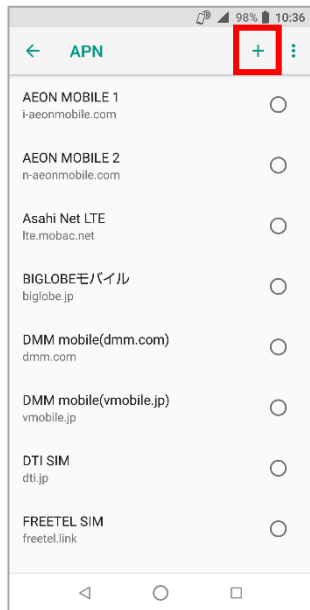 98% 10:36
APN
AEON MOBILE 1
i-aeonmobile.com
AEON MOBILE 2
n-aeonmobile.com
Asahi Net LTE
lte.mobac.net
BIGLOBEモバイル
biglobe.jp
DMM mobile(dmm.com)
dmm.com
DMM mobile(vmobile.jp)
vmobile.jp
DTI SIM
dti.jp
FREETEL SIM
freetel.link